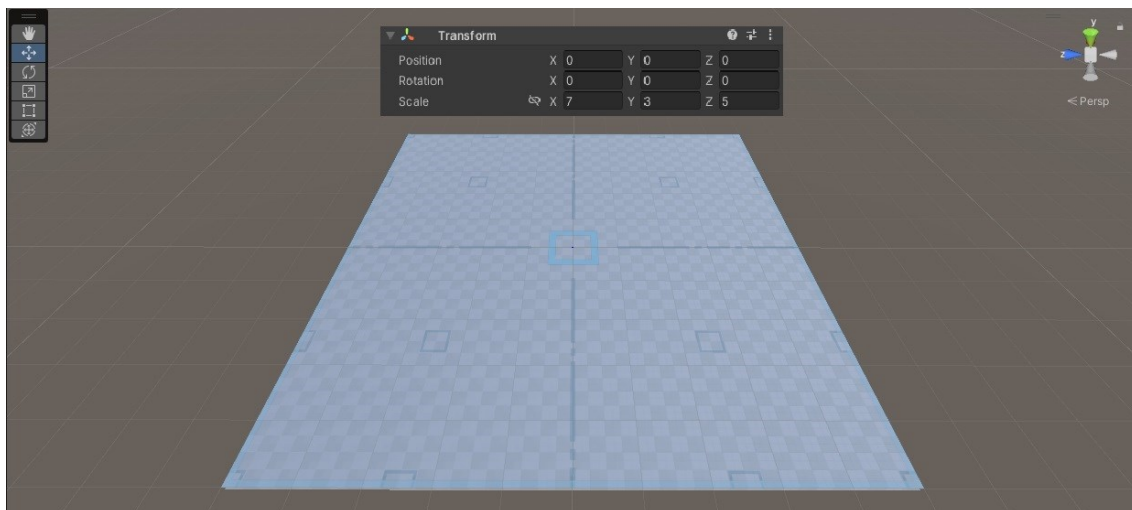 Transform
y
Position X 0 Y 0 Z 0
z
Rotation X 0 Y 0 Z 0
Scale X 7 Y 3 Z 5
Persp